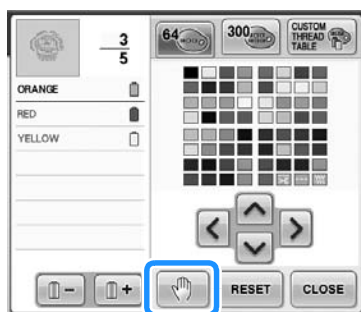 3
5
64
300
CUSTOM
THREAD
TABLE
ORANGE
RED
YELLOW
-
+
RESET
CLOSE